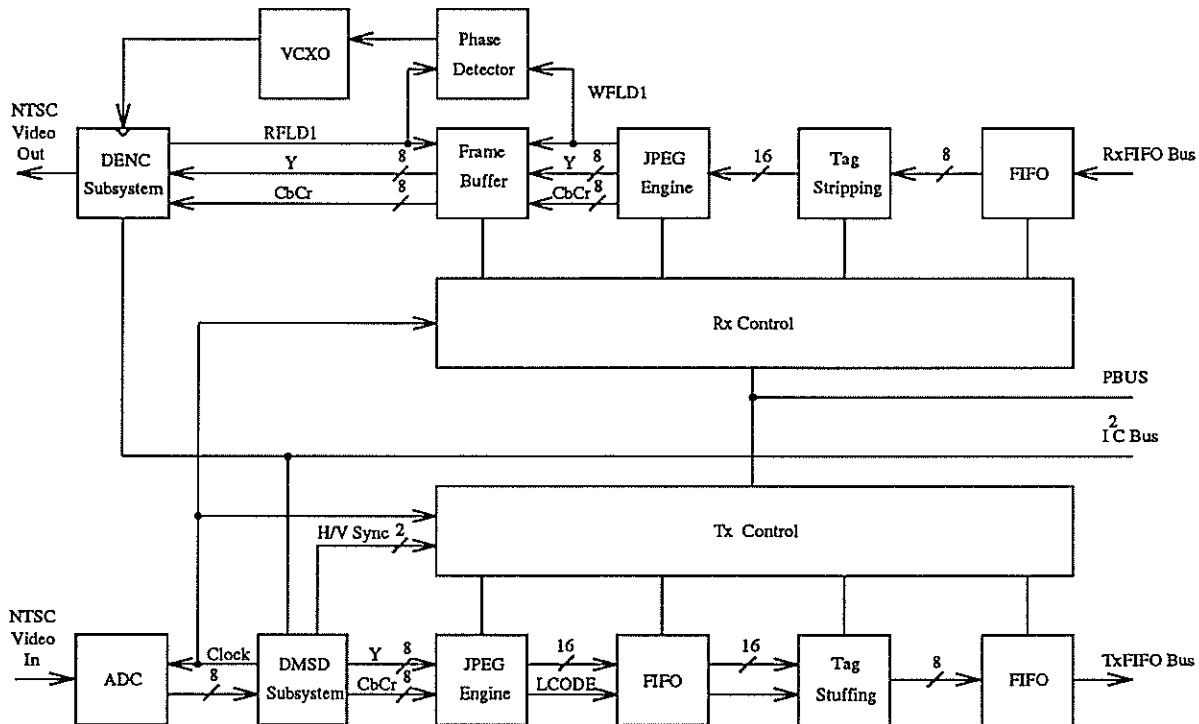 VCXO
Phase
Detector
WFLD1
NTSC
Video
Out
DENC
Subsystem
RFLD1
Y
8
CbCr
8
Frame
Buffer
Y
8
CbCr
8
JPEG
Engine
16
Tag
Stripping
8
FIFO
RxFIFO Bus
Rx Control
PBUS
I²C Bus
Tx Control
H/V Sync
2
NTSC
Video
In
ADC
Clock
8
DMSD
Subsystem
Y
8
CbCr
8
JPEG
Engine
16
LCODE
FIFO
16
Tag
Stuffing
8
FIFO
TxFIFO Bus